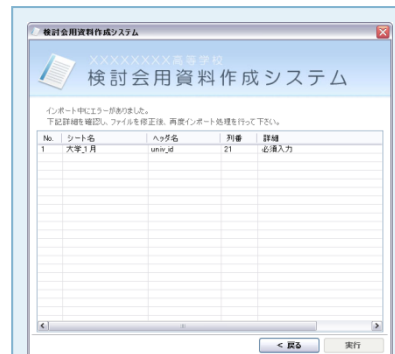 検討会用資料作成システム
XXXXXXXX高等学校
検討会用資料作成システム
インポート中にエラーがありました。
下記詳細を確認し、ファイルを修正後、再度インポート処理を行って下さい。
No. シート名 ヘッダ名 列番 詳細
1 大学_1月 univ_id 21 必須入力
< 戻る 実行